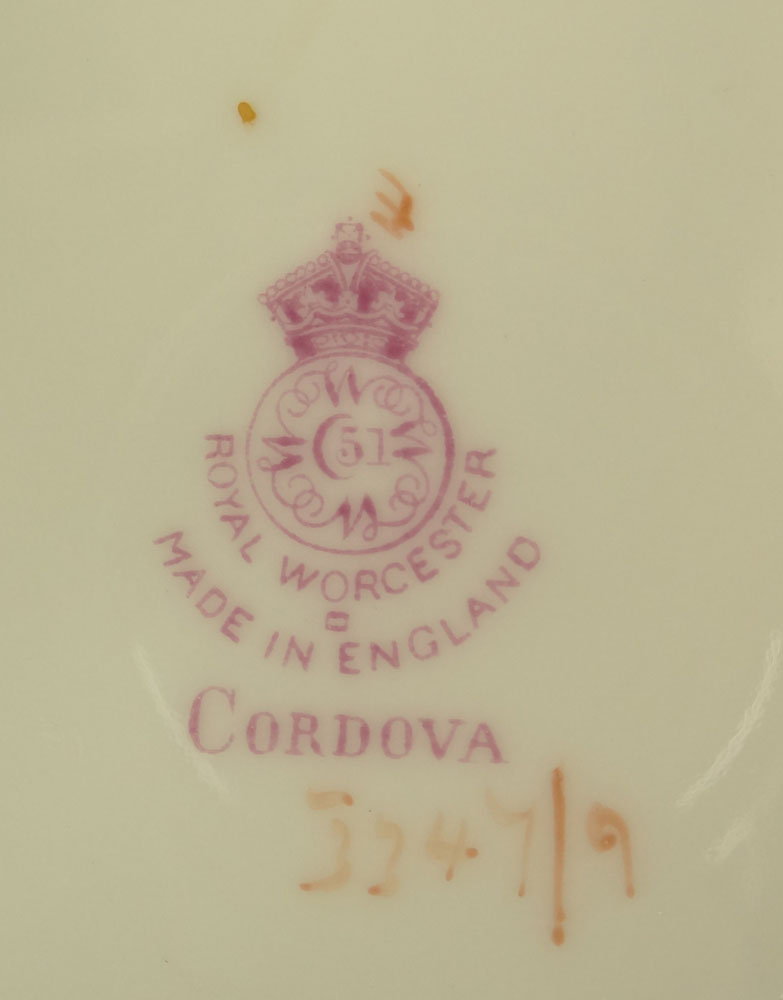 W
W W W
C 51
ROYAL WORCESTER
MADE IN ENGLAND
CORDOVA
3347/9